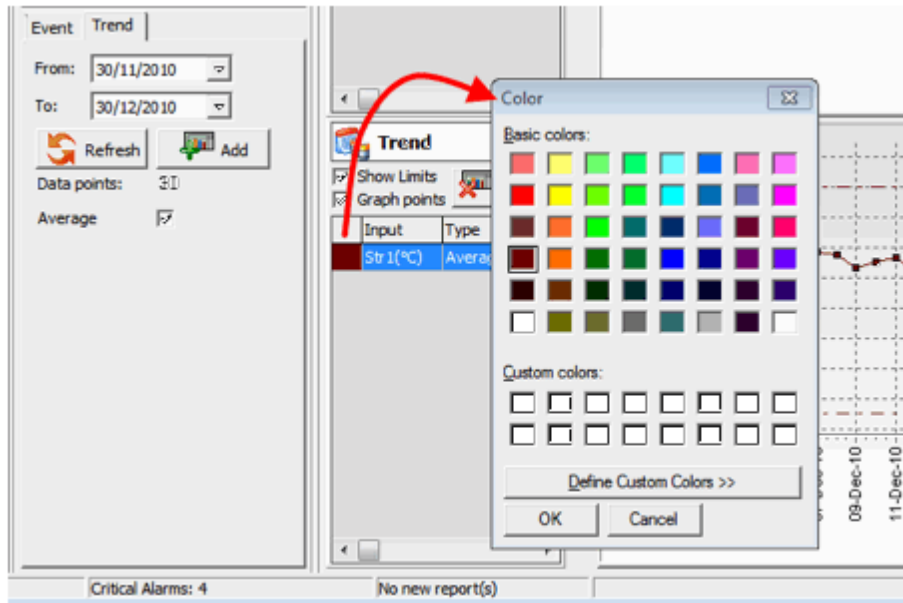 Event Trend
From: 30/11/2010
To: 30/12/2010
Refresh Add
Data points:
Average
Trend
Show Limits
Graph points
Input Type
Str1(°C)
Color
Basic colors:
Custom colors:
Define Custom Colors >>
OK Cancel
09-Dec-10
11-Dec-10
Critical Alarms: 4
No new report(s)